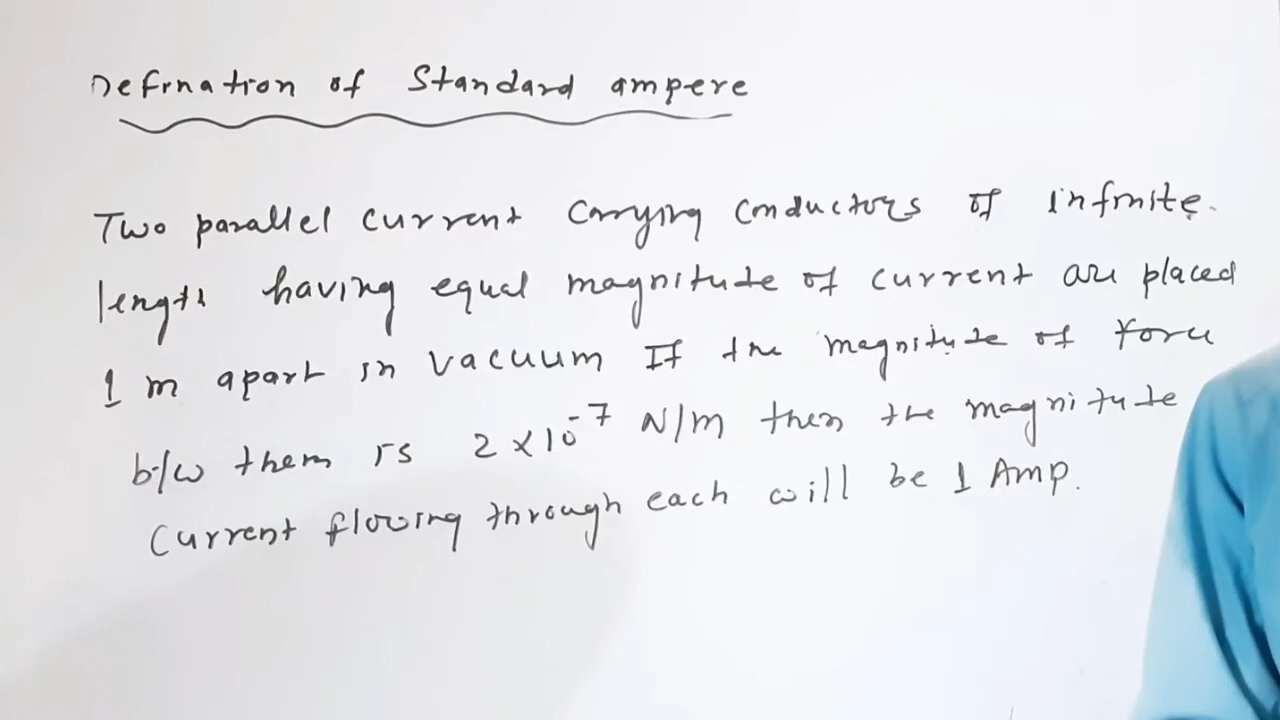 Defination of Standard ampere
Two parallel current carrying conductors of infinite.
length having equal magnitude of current are placed
1 m apart in vacuum If the magnitude of force
b/w them is 2 x 10⁻⁷ N/m then the magnitude
Current flowing through each will be 1 Amp.